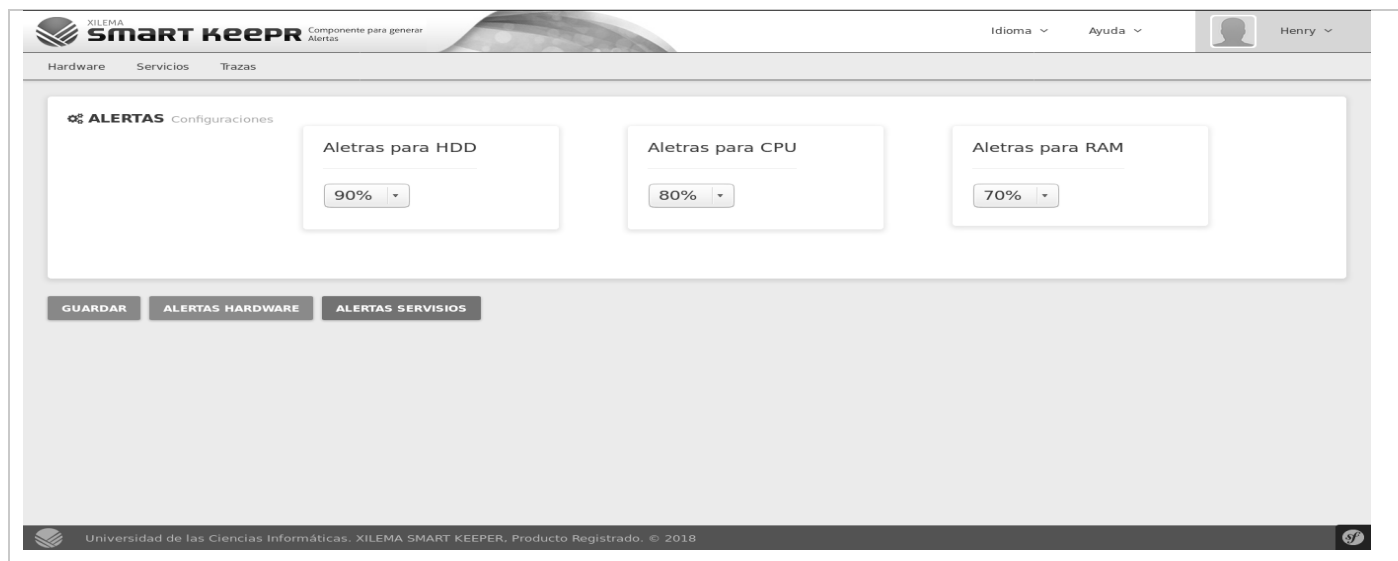 XILEMA
SMART KEEPR
Componente para generar
Alertas
Idioma
Ayuda
Henry
Hardware Servicios Trazas
ALERTAS Configuraciones
Aletras para HDD
90%
Aletras para CPU
80%
Aletras para RAM
70%
GUARDAR
ALERTAS HARDWARE
ALERTAS SERVISIOS
Universidad de las Ciencias Informáticas. XILEMA SMART KEEPER, Producto Registrado. © 2018
sf